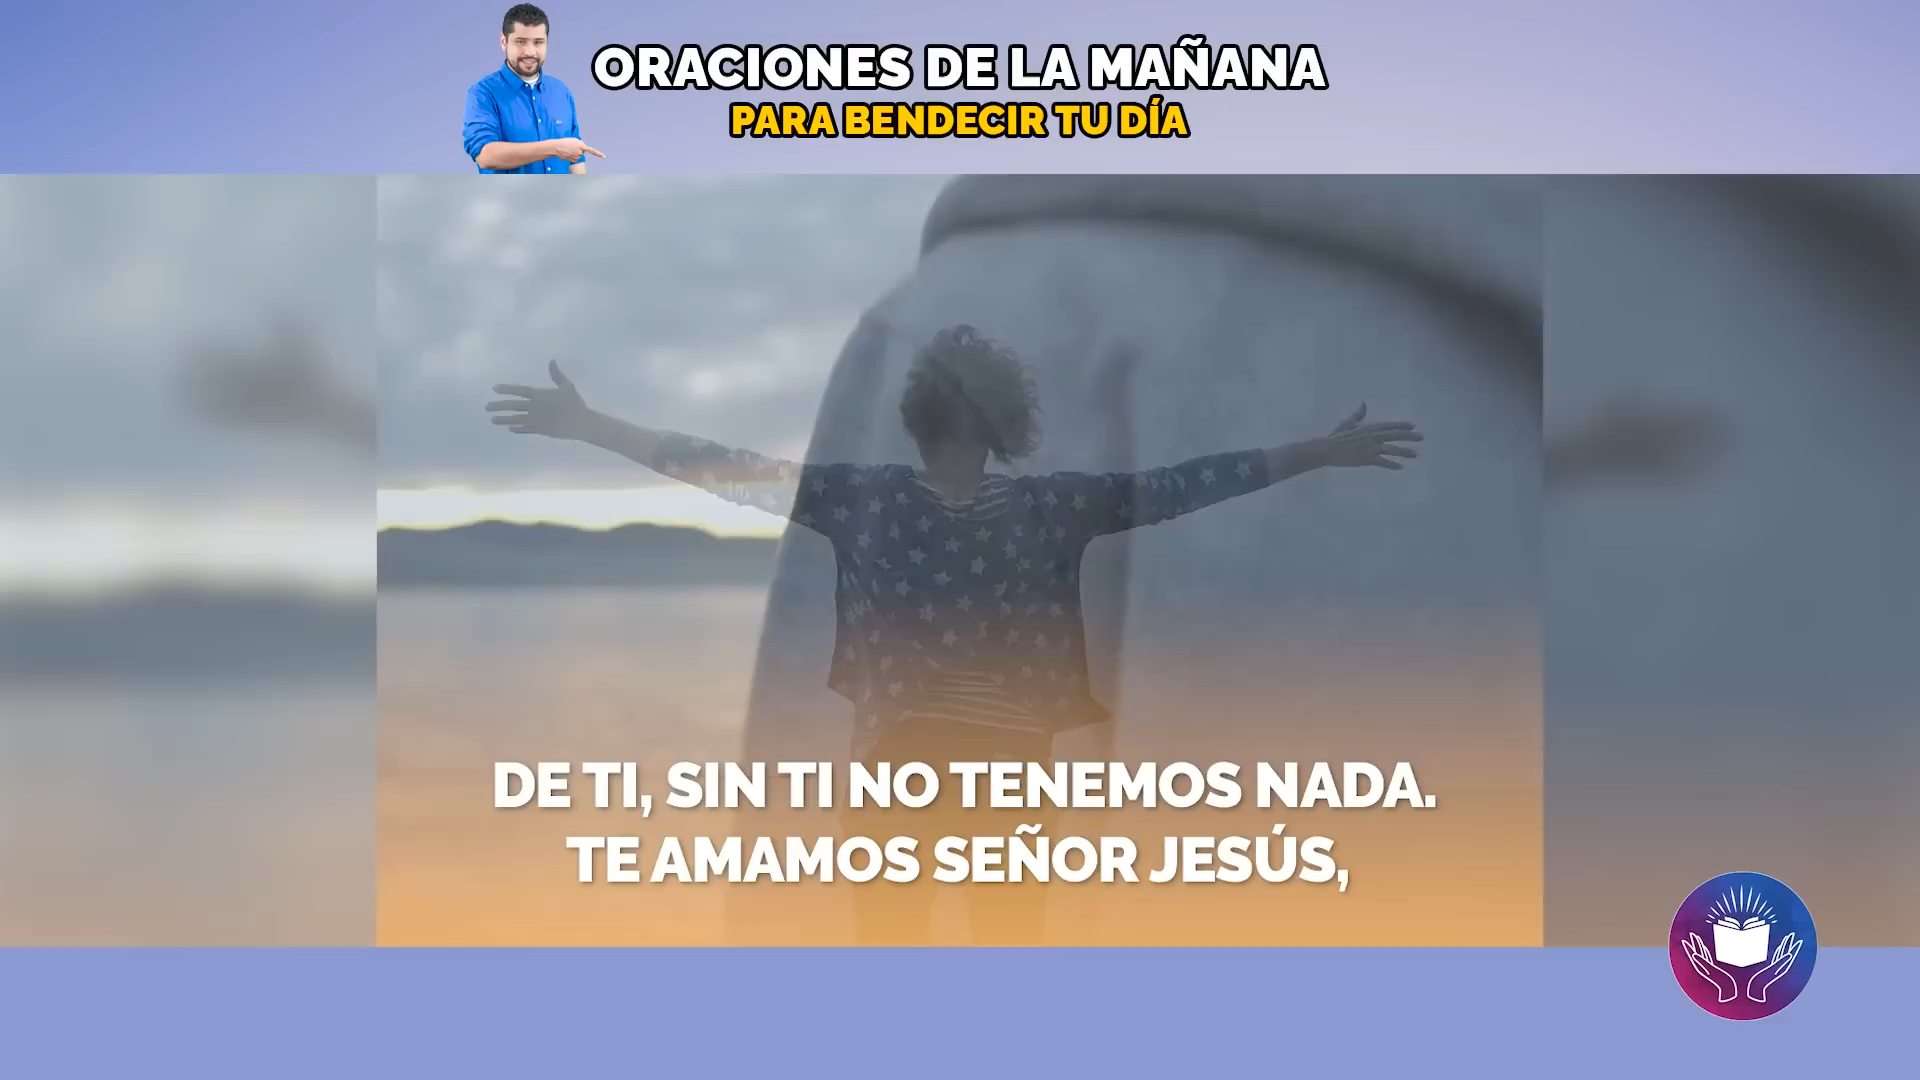 ORACIONES DE LA MAÑANA
PARA BENDECIR TU DÍA
DE TI, SIN TI NO TENEMOS NADA.
TE AMAMOS SEÑOR JESÚS,